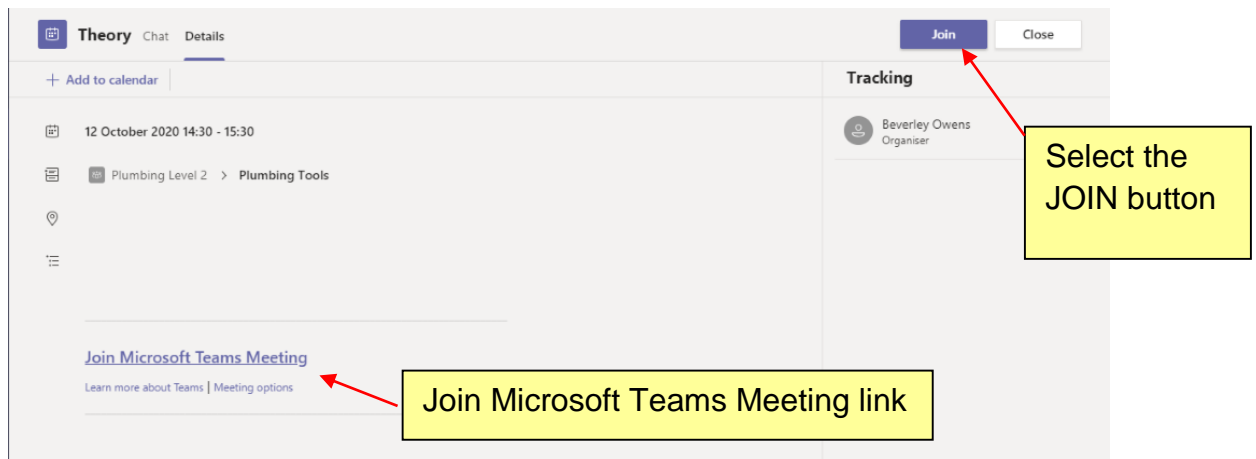 Theory Chat Details Join Close
+ Add to calendar Tracking
12 October 2020 14:30 - 15:30
Beverley Owens
Organiser
Plumbing Level 2 > Plumbing Tools
Select the
JOIN button
Join Microsoft Teams Meeting
Learn more about Teams | Meeting options
Join Microsoft Teams Meeting link